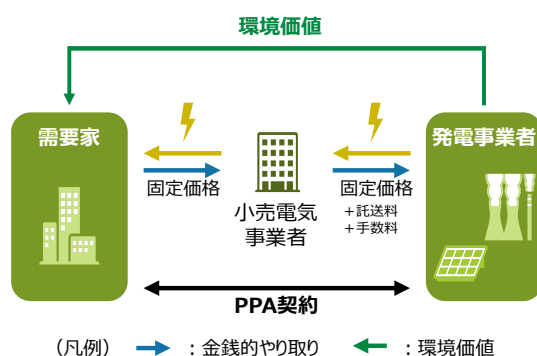 環境価値
需要家
発電事業者
固定価格
小売電気
事業者
固定価格
+託送料
+手数料
PPA契約
(凡例) :金銭的やり取り :環境価値